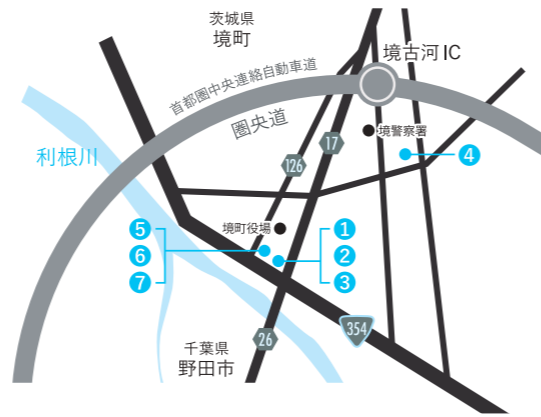 茨城県
境町
境古河IC
首都圏中央連絡自動車道
圏央道
17
境警察署
利根川
126
4
境町役場
5
6
7
1
2
3
354
26
千葉県
野田市